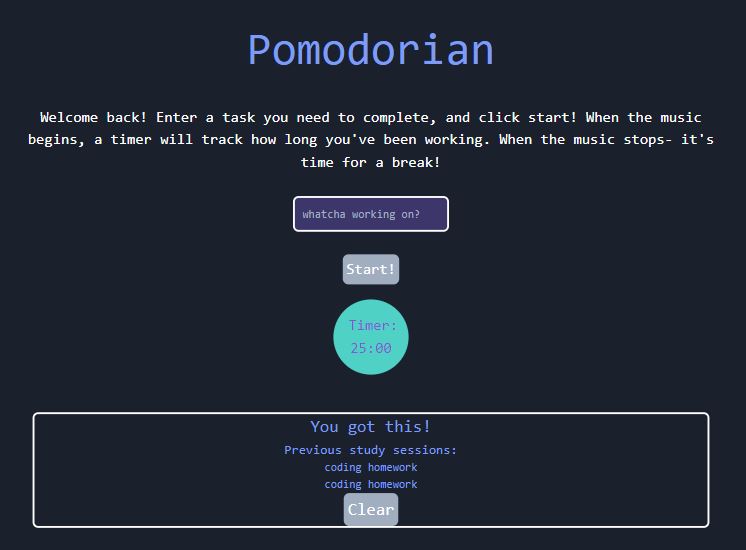 Pomodorian
Welcome back! Enter a task you need to complete, and click start! When the music
begins, a timer will track how long you've been working. When the music stops- it's
time for a break!
whatcha working on?
Start!
Timer:
25:00
You got this!
Previous study sessions:
coding homework
coding homework
Clear